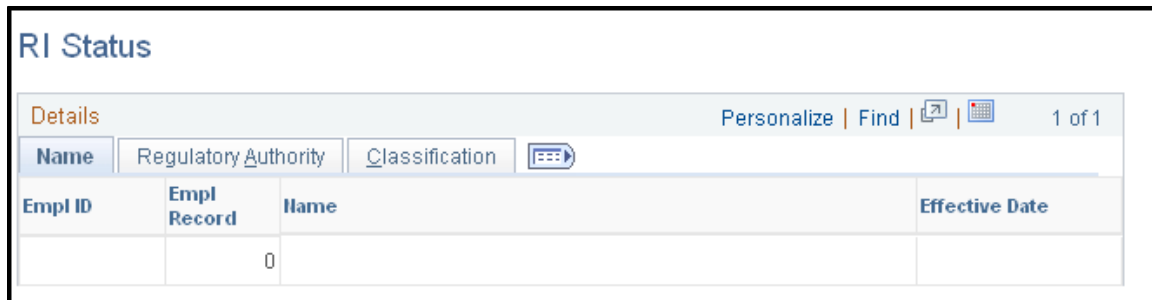 RI Status
Details Personalize | Find | | 1 of 1
Name Regulatory Authority Classification
Empl ID Empl Record Name Effective Date
0